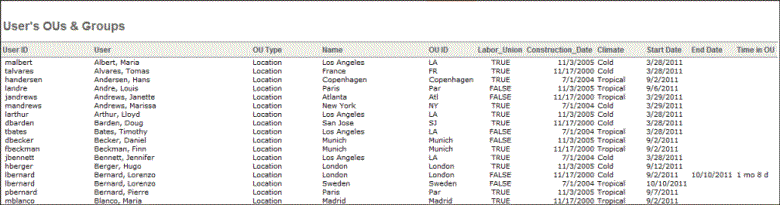 User's OUs & Groups
User ID User OU Type Name OU ID Labor_Union Construction_Date Climate Start Date End Date Time in OU
malbert Albert, Maria Location Los Angeles LA TRUE 11/3/2005 Cold 3/28/2011
talvares Alvares, Tomas Location France FR TRUE 11/17/2000 Cold 3/28/2011
handersen Andersen, Hans Location Copenhagen Copenhagen TRUE 7/1/2004 Tropical 9/2/2011
landre Andre, Louis Location Paris Par FALSE 11/3/2005 Tropical 9/6/2011
jandrews Andrews, Janette Location Atlanta Atl FALSE 11/17/2000 Tropical 3/29/2011
mandrews Andrews, Marissa Location New York NY TRUE 7/1/2004 Cold 3/29/2011
larthur Arthur, Lloyd Location Los Angeles LA TRUE 11/3/2005 Cold 3/28/2011
dbarden Barden, Doug Location San Jose SJ TRUE 11/17/2000 Cold 3/28/2011
tbates Bates, Timothy Location Los Angeles LA FALSE 7/1/2004 Tropical 3/28/2011
dbecker Becker, Daniel Location Munich Munich FALSE 11/3/2005 Tropical 9/2/2011
fbeckman Beckman, Finn Location Munich Munich TRUE 11/17/2000 Tropical 9/2/2011
jbennett Bennett, Jennifer Location Los Angeles LA TRUE 7/1/2004 Cold 3/28/2011
hberger Berger, Hugo Location London London TRUE 11/3/2005 Cold 9/12/2011
lbernard Bernard, Lorenzo Location London London FALSE 11/17/2000 Cold 9/2/2011 10/10/2011 1 mo 8 d
lbernard Bernard, Lorenzo Location Sweden Sweden FALSE 7/1/2004 Tropical 10/10/2011
pbernard Bernard, Pierre Location Paris Par TRUE 11/3/2005 Tropical 9/7/2011
mblanco Blanco, Maria Location Madrid Madrid TRUE 11/17/2000 Tropical 9/2/2011